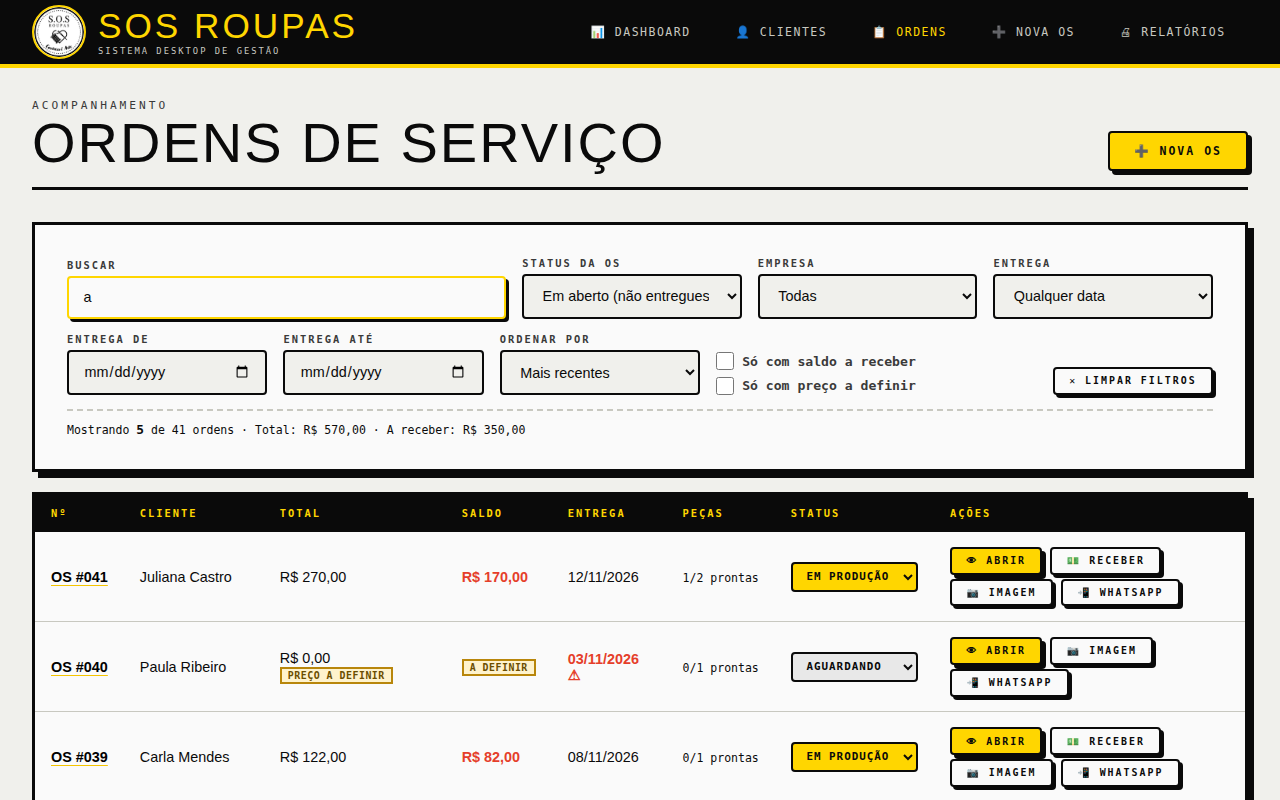 S.O.S
ROUPAS
SOS ROUPAS
SISTEMA DESKTOP DE GESTÃO
DASHBOARD
CLIENTES
ORDENS
NOVA OS
RELATÓRIOS
ACOMPANHAMENTO
ORDENS DE SERVIÇO
NOVA OS
BUSCAR
STATUS DA OS
EMPRESA
ENTREGA
a
Em aberto (não entregues
Todas
Qualquer data
ENTREGA DE
ENTREGA ATÉ
ORDENAR POR
mm/dd/yyyy
mm/dd/yyyy
Mais recentes
Só com saldo a receber
Só com preço a definir
× LIMPAR FILTROS
Mostrando 5 de 41 ordens · Total: R$ 570,00 · A receber: R$ 350,00
Nº CLIENTE TOTAL SALDO ENTREGA PEÇAS STATUS AÇÕES
OS #041 Juliana Castro R$ 270,00 R$ 170,00 12/11/2026 1/2 prontas EM PRODUÇÃO ABRIR RECEBER
IMAGEM WHATSAPP
OS #040 Paula Ribeiro R$ 0,00 A DEFINIR 03/11/2026 ⚠ 0/1 prontas AGUARDANDO ABRIR IMAGEM
PREÇO A DEFINIR
WHATSAPP
OS #039 Carla Mendes R$ 122,00 R$ 82,00 08/11/2026 0/1 prontas EM PRODUÇÃO ABRIR RECEBER
IMAGEM WHATSAPP